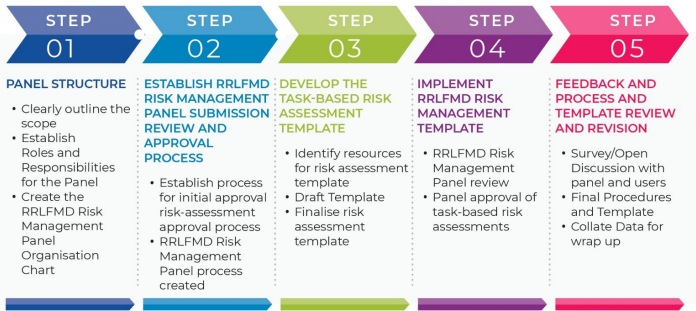 STEP
01
PANEL STRUCTURE
• Clearly outline the
scope
• Establish
Roles and
Responsibilities
for the Panel
• Create the
RRLFMD Risk
Management
Panel
Organisation
Chart
STEP
02
ESTABLISH RRLFMD
RISK MANAGEMENT
PANEL SUBMISSION
REVIEW AND
APPROVAL
PROCESS
• Establish process
for initial approval
risk-assessment
approval process
• RRLFMD Risk
Management
Panel process
created
STEP
03
DEVELOP THE
TASK-BASED RISK
ASSESSMENT
TEMPLATE
• Identify resources
for risk assessment
template
• Draft Template
• Finalise risk
assessment
template
STEP
04
IMPLEMENT
RRLFMD RISK
MANAGEMENT
TEMPLATE
• RRLFMD Risk
Management
Panel review
• Panel approval of
task-based risk
assessments
STEP
05
FEEDBACK AND
PROCESS AND
TEMPLATE REVIEW
AND REVISION
• Survey/Open
Discussion with
panel and users
• Final Procedures
and Template
• Collate Data for
wrap up